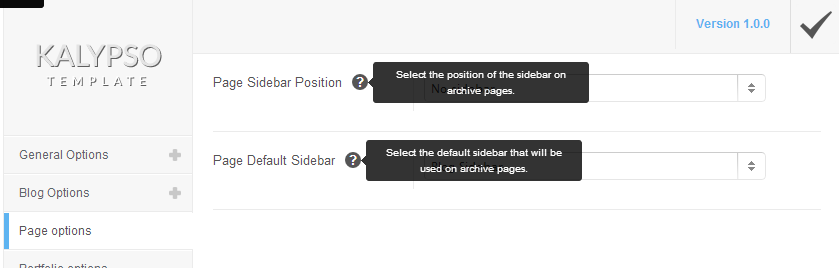 Version 1.0.0
KALYPSO
TEMPLATE
Page Sidebar Position
?
Select the position of the sidebar on
archive pages.
General Options
Page Default Sidebar
?
Select the default sidebar that will be
used on archive pages.
Blog Options
Page options
Portfolio options